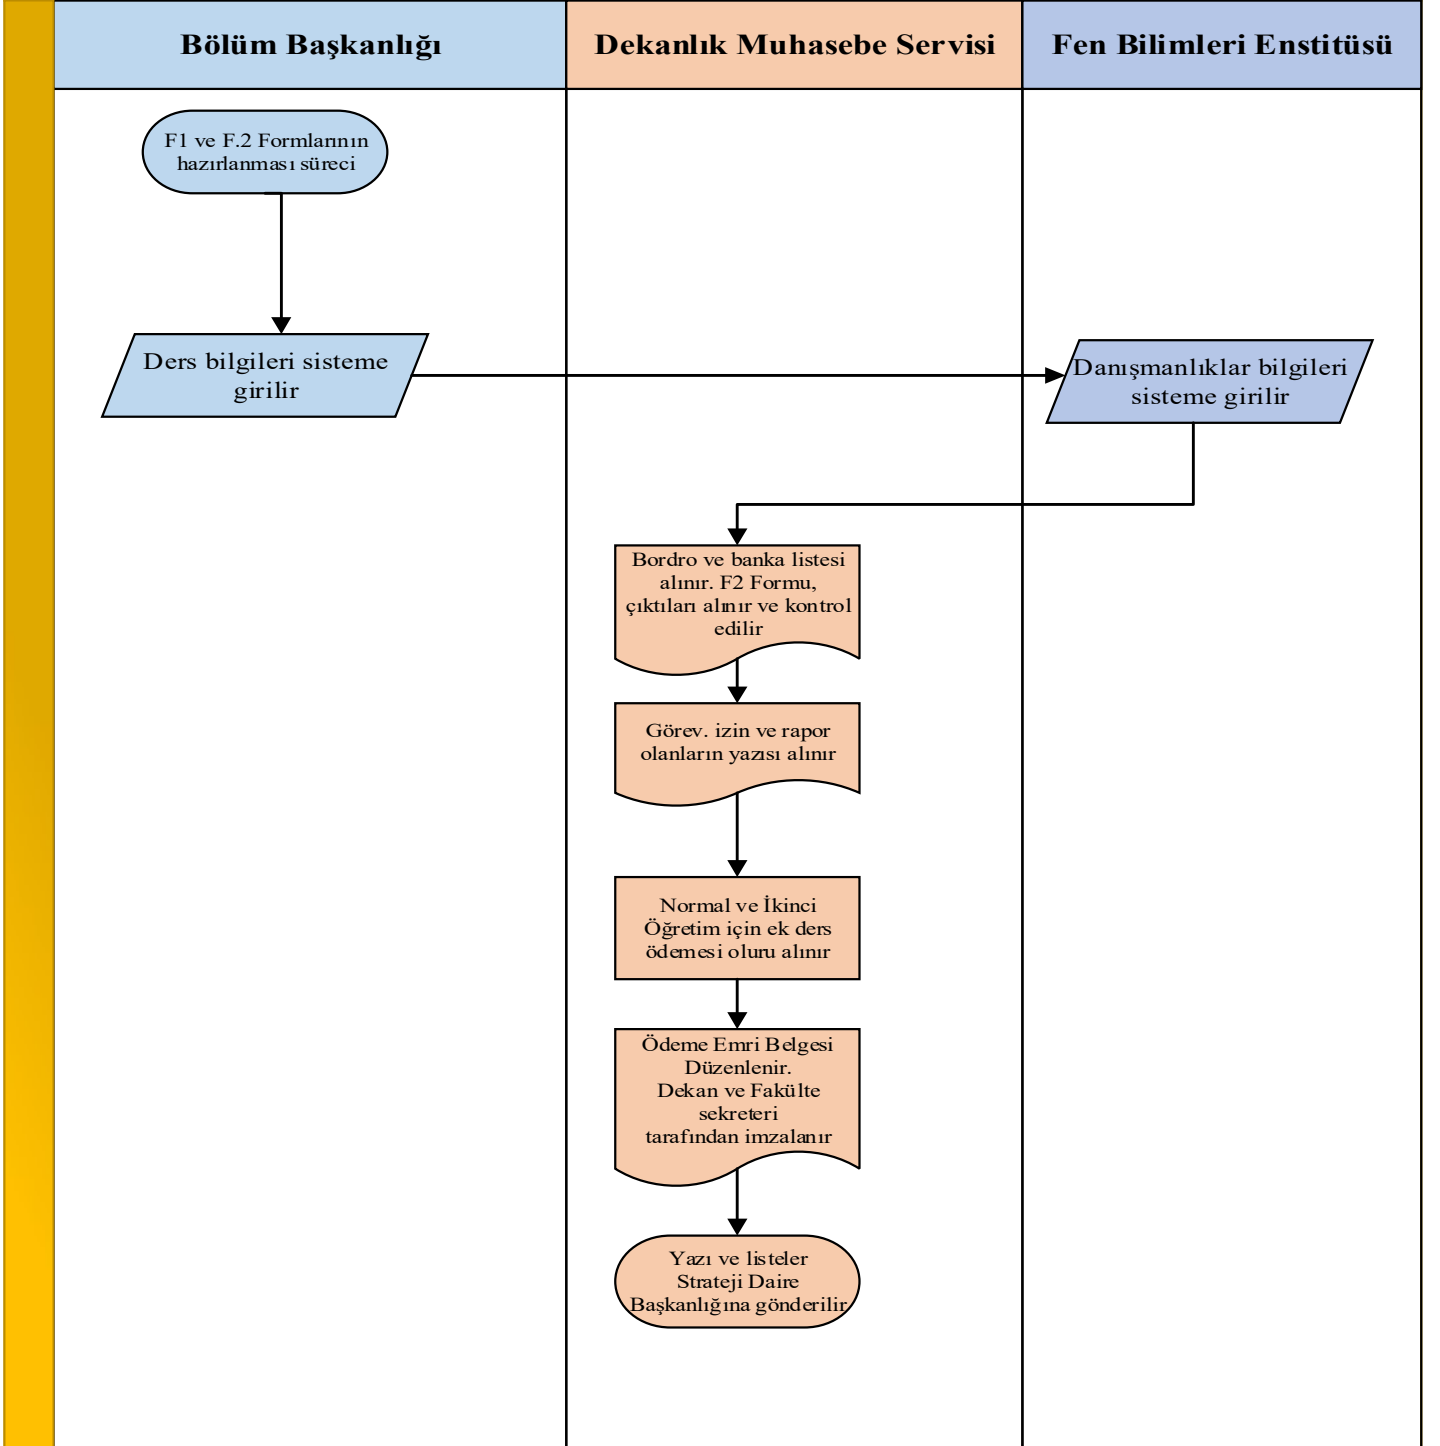 Bölüm Başkanlığı
Dekanlık Muhasebe Servisi
Fen Bilimleri Enstitüsü
F1 ve F.2 Formlarının
hazırlanması süreci
Ders bilgileri sisteme
girilir
Danışmanlıklar bilgileri
sisteme girilir
Bordro ve banka listesi
alınır. F2 Formu,
çıktıları alınır ve kontrol
edilir
Görev. izin ve rapor
olanların yazısı alınır
Normal ve İkinci
Öğretim için ek ders
ödemesi oluru alınır
Ödeme Emri Belgesi
Düzenlenir.
Dekan ve Fakülte
sekreteri
tarafından imzalanır
Yazı ve listeler
Strateji Daire
Başkanlığına gönderilir